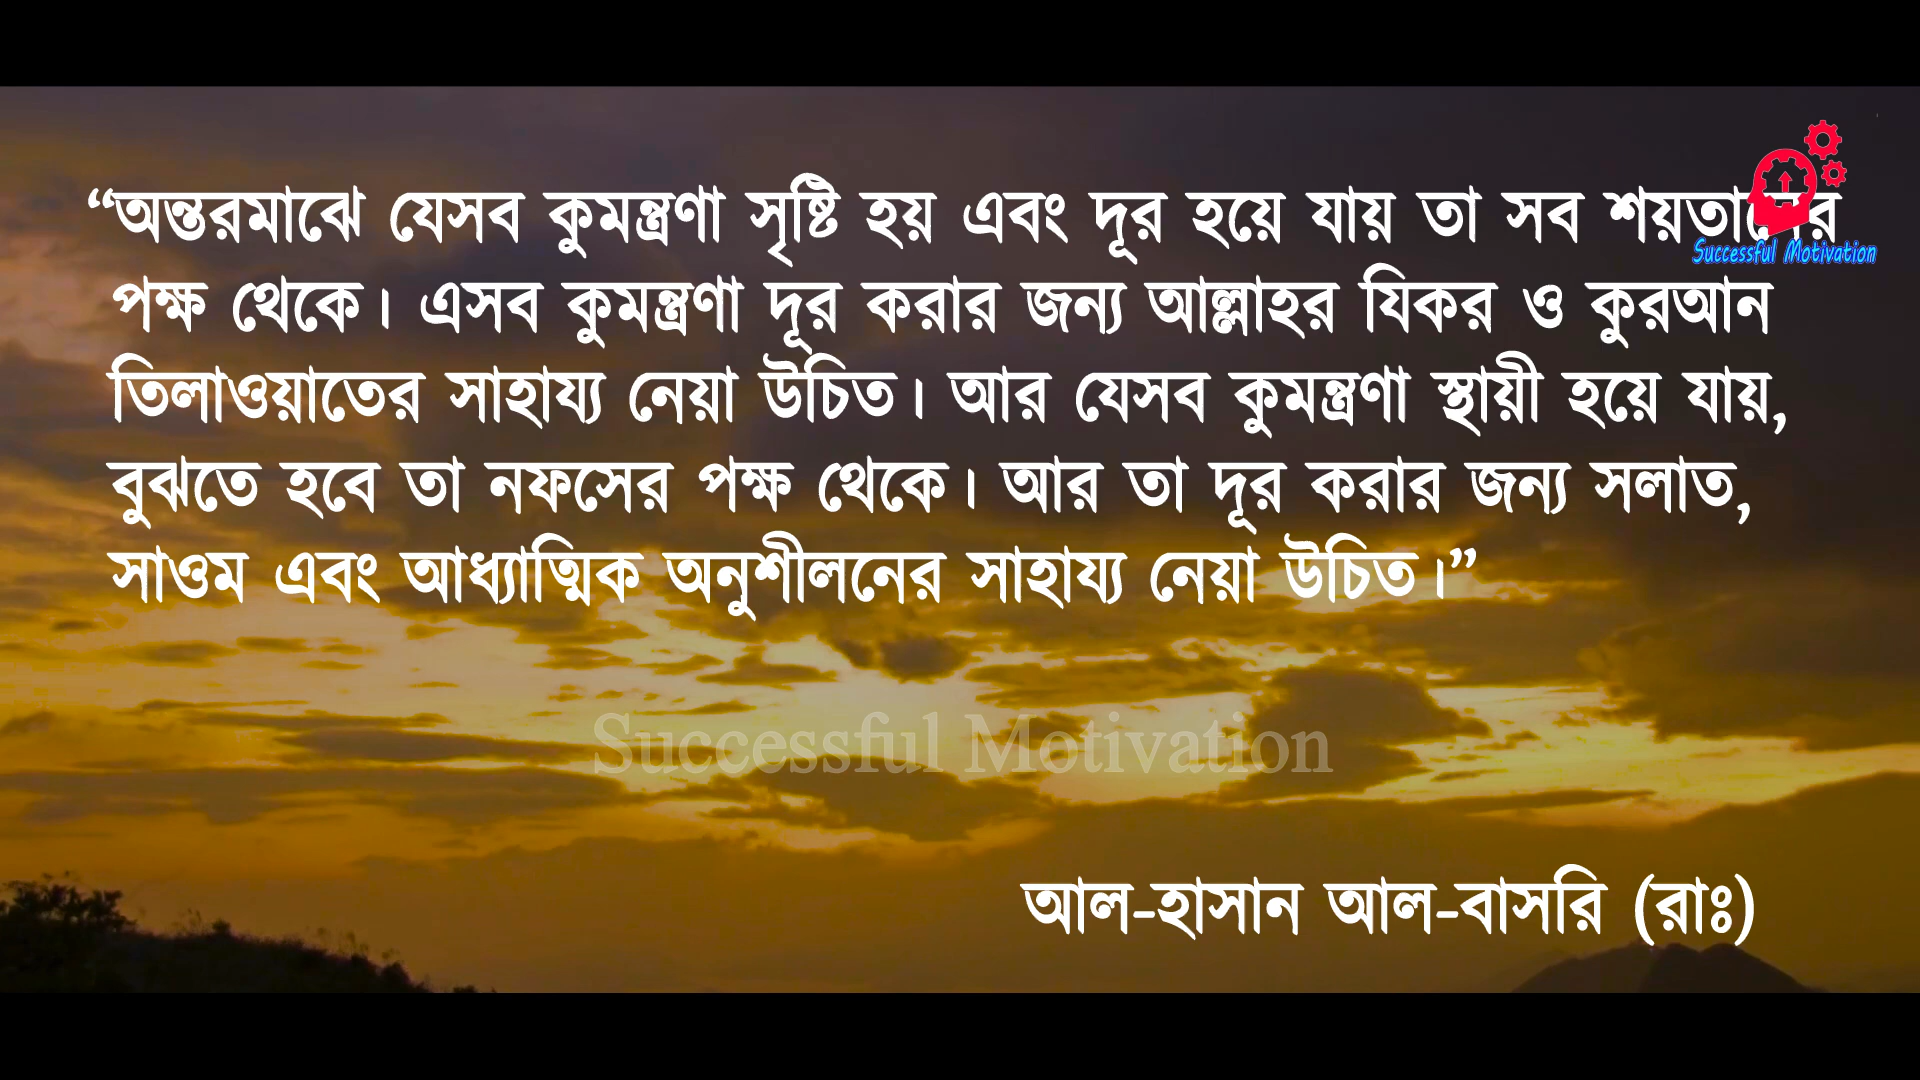 “অন্তরমাঝে যেসব কুমন্ত্রণা সৃষ্টি হয় এবং দূর হয়ে যায় তা সব শয়তানের
পক্ষ থেকে। এসব কুমন্ত্রণা দূর করার জন্য আল্লাহর যিকর ও কুরআন
তিলাওয়াতের সাহায্য নেয়া উচিত। আর যেসব কুমন্ত্রণা স্থায়ী হয়ে যায়,
বুঝতে হবে তা নফসের পক্ষ থেকে। আর তা দূর করার জন্য সলাত,
সাওম এবং আধ্যাত্মিক অনুশীলনের সাহায্য নেয়া উচিত।”
Successful Motivation
Successful Motivation
আল-হাসান আল-বাসরি (রাঃ)